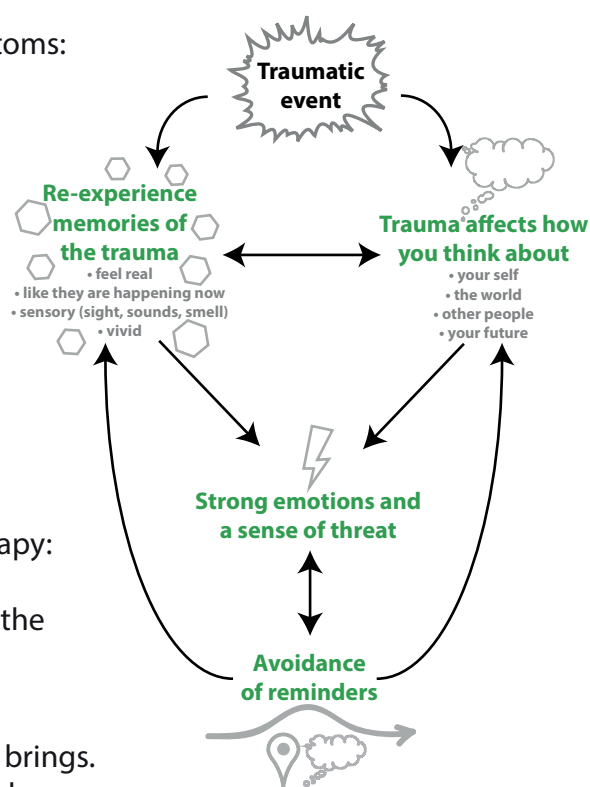 toms:
Traumatic
event
Re-experience
memories of
the trauma
• feel real
• like they are happening now
• sensory (sight, sounds, smell)
• vivid
Trauma affects how
you think about
• your self
• the world
• other people
• your future
Strong emotions and
a sense of threat
apy:
the
Avoidance
of reminders
brings.